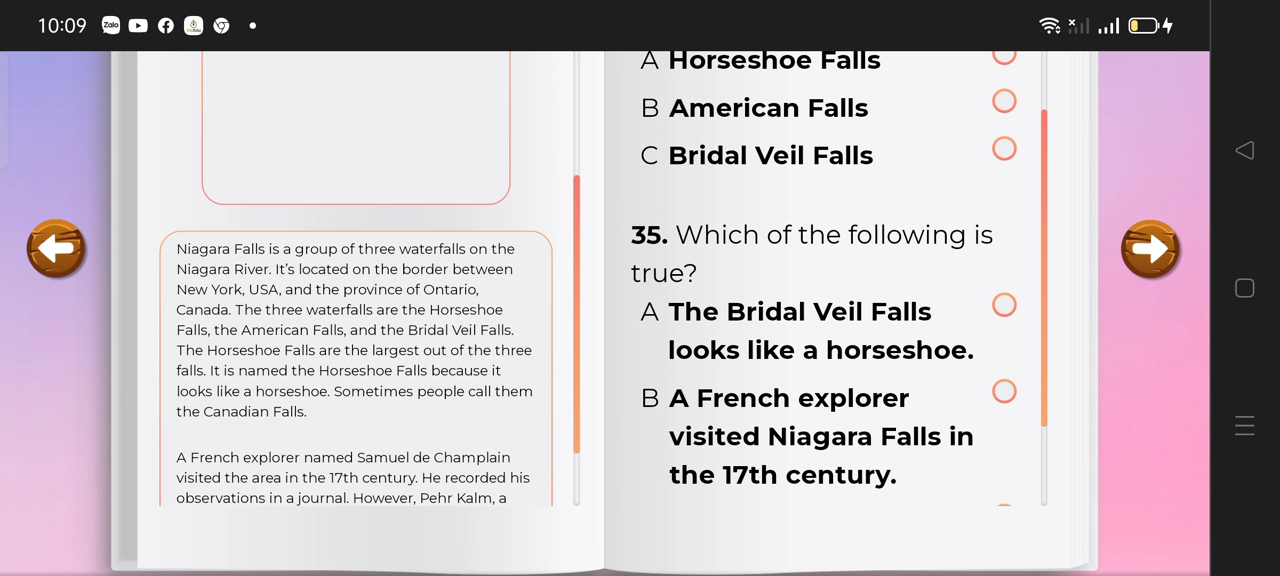 10:09
Zalo
Niagara Falls is a group of three waterfalls on the
Niagara River. It’s located on the border between
New York, USA, and the province of Ontario,
Canada. The three waterfalls are the Horseshoe
Falls, the American Falls, and the Bridal Veil Falls.
The Horseshoe Falls are the largest out of the three
falls. It is named the Horseshoe Falls because it
looks like a horseshoe. Sometimes people call them
the Canadian Falls.
A French explorer named Samuel de Champlain
visited the area in the 17th century. He recorded his
observations in a journal. However, Pehr Kalm, a
A Horseshoe Falls
B American Falls
C Bridal Veil Falls
35. Which of the following is
true?
A The Bridal Veil Falls
looks like a horseshoe.
B A French explorer
visited Niagara Falls in
the 17th century.